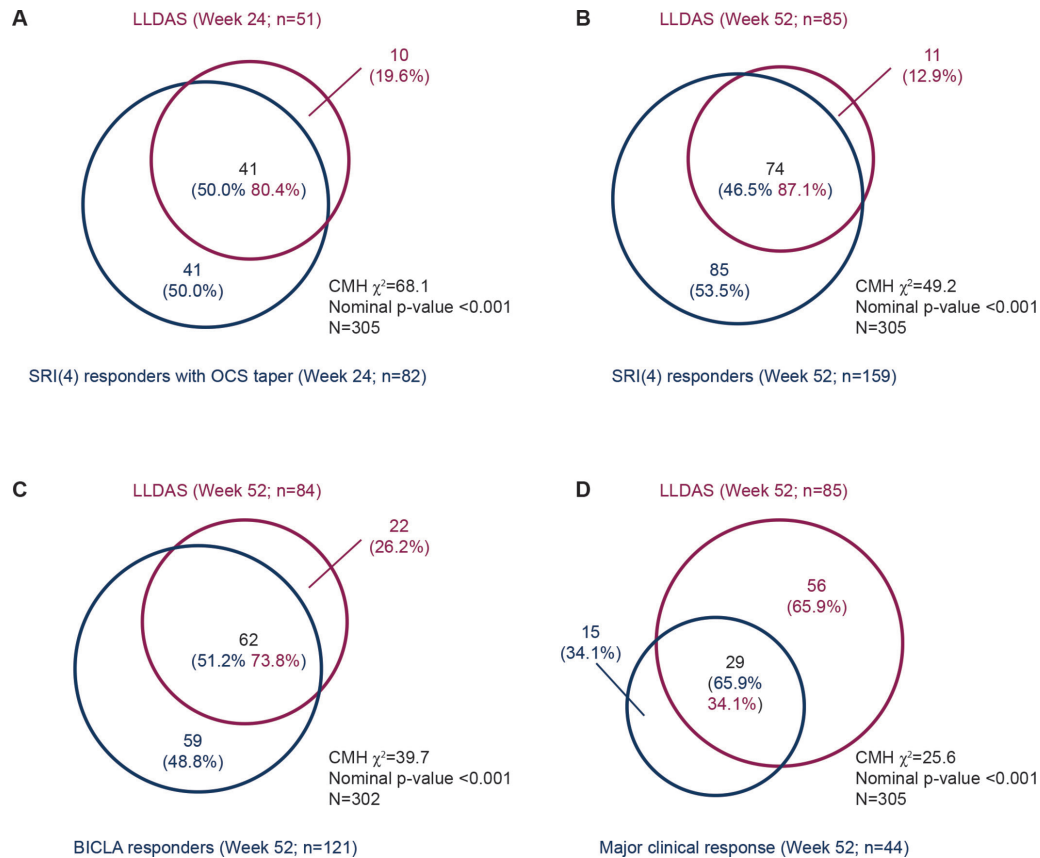 A
LLDAS (Week 24; n=51)
10
(19.6%)
41
(50.0% 80.4%)
41
(50.0%)
CMH χ²=68.1
Nominal p-value <0.001
N=305
SRI(4) responders with OCS taper (Week 24; n=82)
B
LLDAS (Week 52; n=85)
11
(12.9%)
74
(46.5% 87.1%)
85
(53.5%)
CMH χ²=49.2
Nominal p-value <0.001
N=305
SRI(4) responders (Week 52; n=159)
C
LLDAS (Week 52; n=84)
22
(26.2%)
62
(51.2% 73.8%)
59
(48.8%)
CMH χ²=39.7
Nominal p-value <0.001
N=302
BICLA responders (Week 52; n=121)
D
LLDAS (Week 52; n=85)
56
(65.9%)
15
(34.1%)
29
(65.9%
34.1%)
CMH χ²=25.6
Nominal p-value <0.001
N=305
Major clinical response (Week 52; n=44)